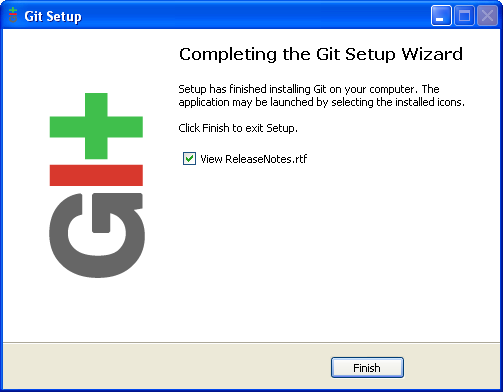 Git Setup
Completing the Git Setup Wizard
Setup has finished installing Git on your computer. The
application may be launched by selecting the installed icons.
Click Finish to exit Setup.
View ReleaseNotes.rtf
GIt
Finish